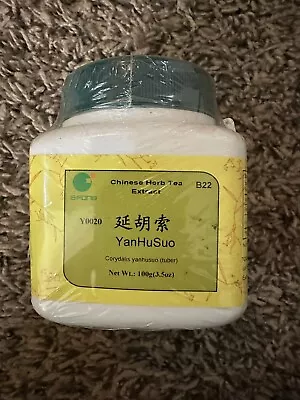 Chinese Herb Tea
Extract
B22
Y0020
延胡索
YanHuSuo
Corydalis yanhusuo (tuber)
Net Wt.: 100g(3.5oz)